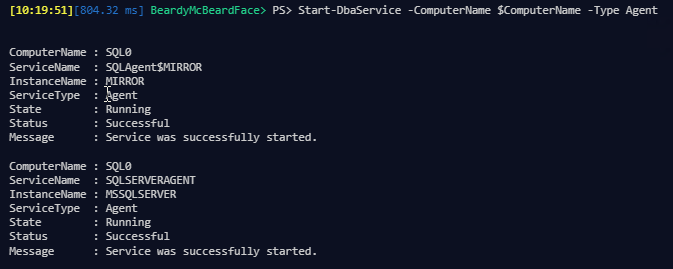 [10:19:51][804.32 ms] BeardyMcBeardFace> PS> Start-DbaService -ComputerName $ComputerName -Type Agent
ComputerName : SQL0
ServiceName  : SQLAgent$MIRROR
InstanceName : MIRROR
ServiceType  : Agent
State        : Running
Status       : Successful
Message      : Service was successfully started.
ComputerName : SQL0
ServiceName  : SQLSERVERAGENT
InstanceName : MSSQLSERVER
ServiceType  : Agent
State        : Running
Status       : Successful
Message      : Service was successfully started.